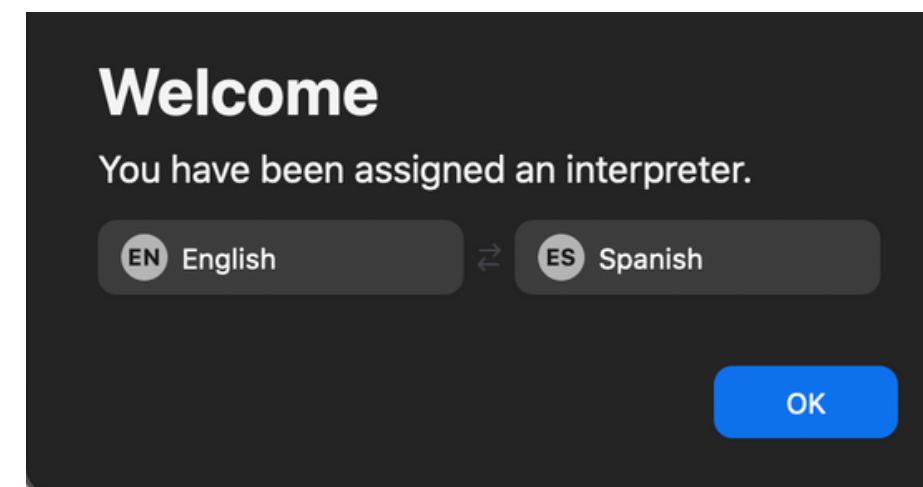 Welcome
You have been assigned an interpreter.
EN English ES Spanish
OK